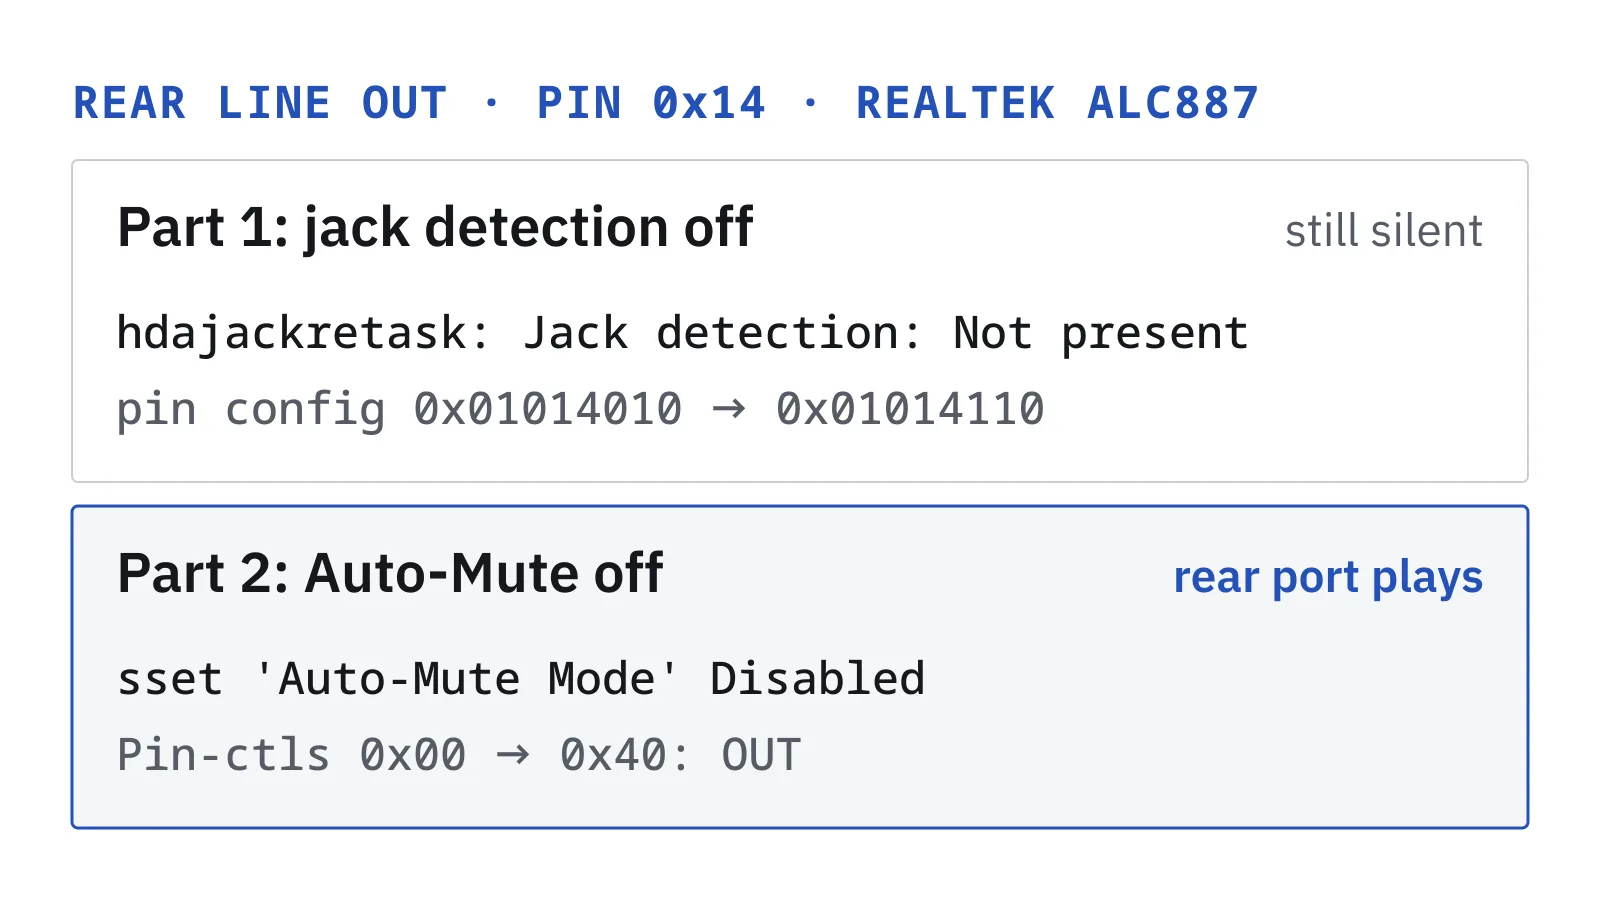 REAR LINE OUT · PIN 0x14 · REALTEK ALC887
Part 1: jack detection off
still silent
hdajackretask: Jack detection: Not present
pin config 0x01014010 → 0x01014110
Part 2: Auto-Mute off
rear port plays
sset 'Auto-Mute Mode' Disabled
Pin-ctls 0x00 → 0x40: OUT